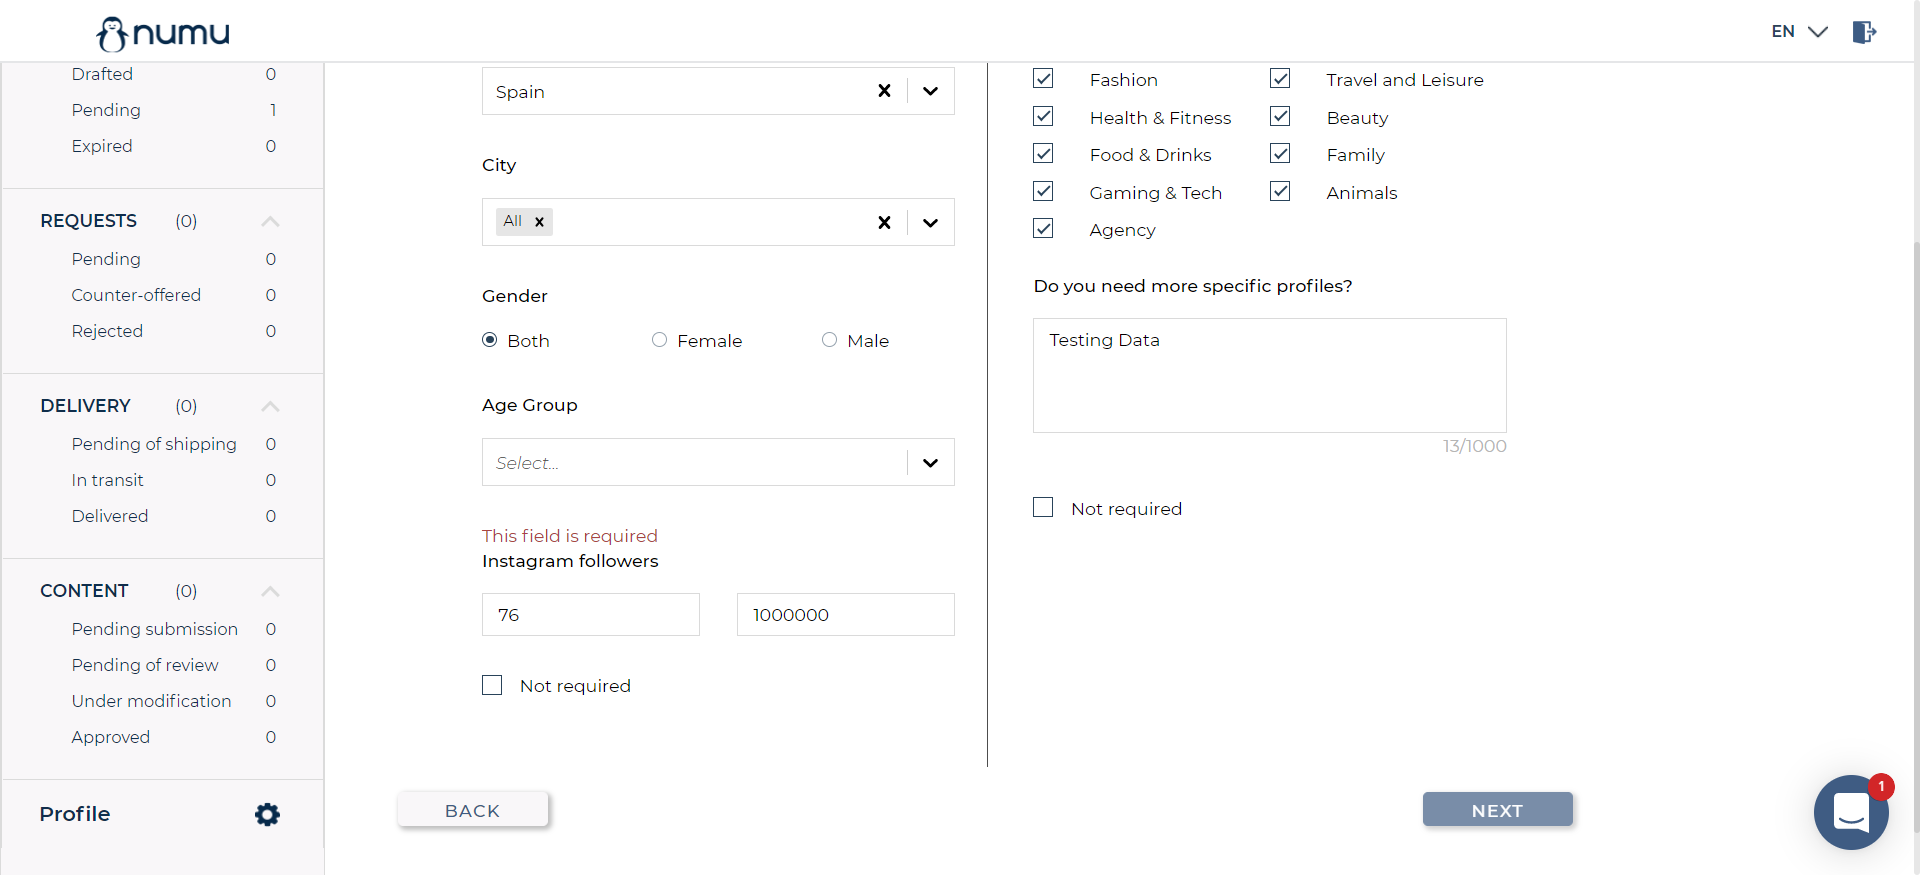 numu
EN
Drafted 0
Pending 1
Expired 0
REQUESTS (0)
Pending 0
Counter-offered 0
Rejected 0
DELIVERY (0)
Pending of shipping 0
In transit 0
Delivered 0
CONTENT (0)
Pending submission 0
Pending of review 0
Under modification 0
Approved 0
Profile
Spain
City
All
Gender
Both Female Male
Age Group
Select...
This field is required
Instagram followers
76 1000000
Not required
Fashion Travel and Leisure
Health & Fitness Beauty
Food & Drinks Family
Gaming & Tech Animals
Agency
Do you need more specific profiles?
Testing Data
13/1000
Not required
BACK NEXT
1